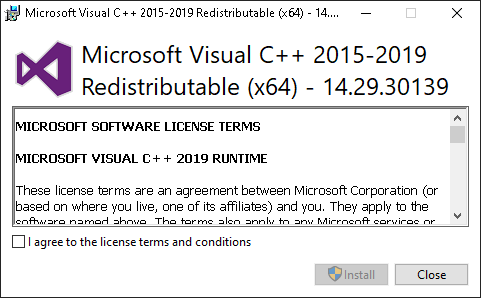 Microsoft Visual C++ 2015-2019 Redistributable (x64) - 14....
Microsoft Visual C++ 2015-2019
Redistributable (x64) - 14.29.30139
MICROSOFT SOFTWARE LICENSE TERMS
MICROSOFT VISUAL C++ 2019 RUNTIME
These license terms are an agreement between Microsoft Corporation (or
based on where you live, one of its affiliates) and you. They apply to the
software named above. The terms also apply to any Microsoft services or
I agree to the license terms and conditions
Install
Close